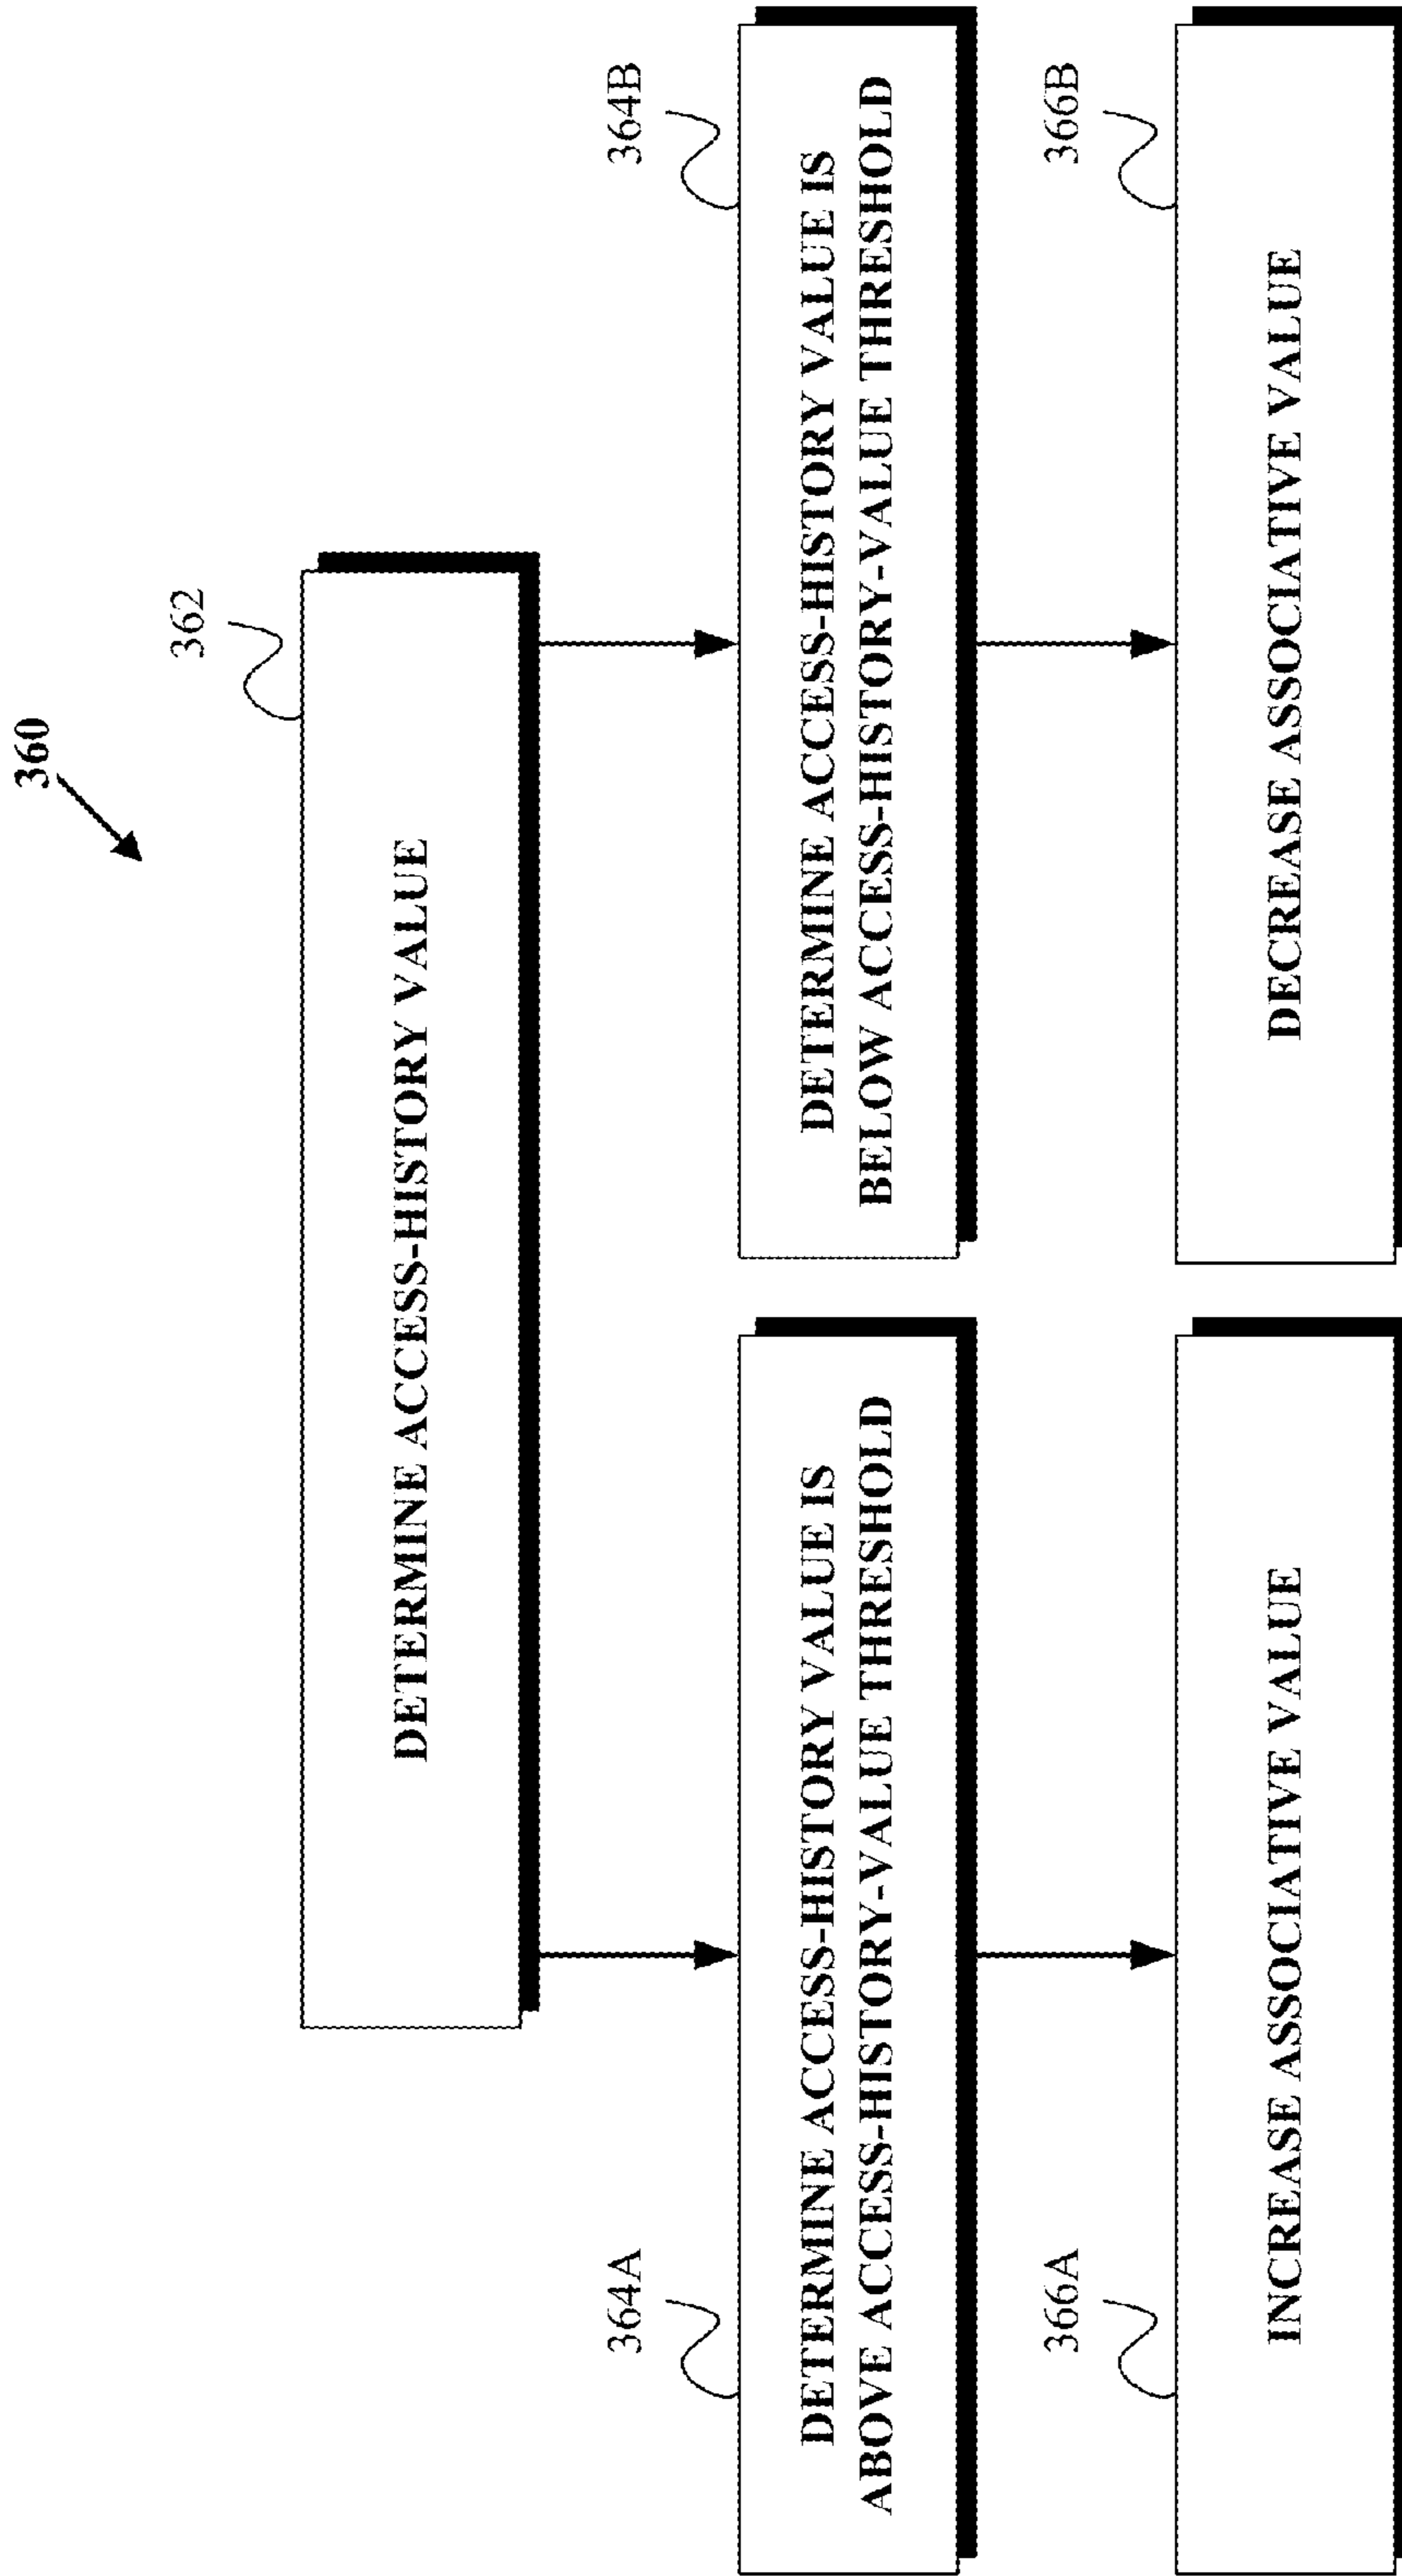 360
362
DETERMINE ACCESS-HISTORY VALUE
364A
DETERMINE ACCESS-HISTORY VALUE IS
ABOVE ACCESS-HISTORY-VALUE THRESHOLD
364B
DETERMINE ACCESS-HISTORY VALUE IS
BELOW ACCESS-HISTORY-VALUE THRESHOLD
366A
INCREASE ASSOCIATIVE VALUE
366B
DECREASE ASSOCIATIVE VALUE